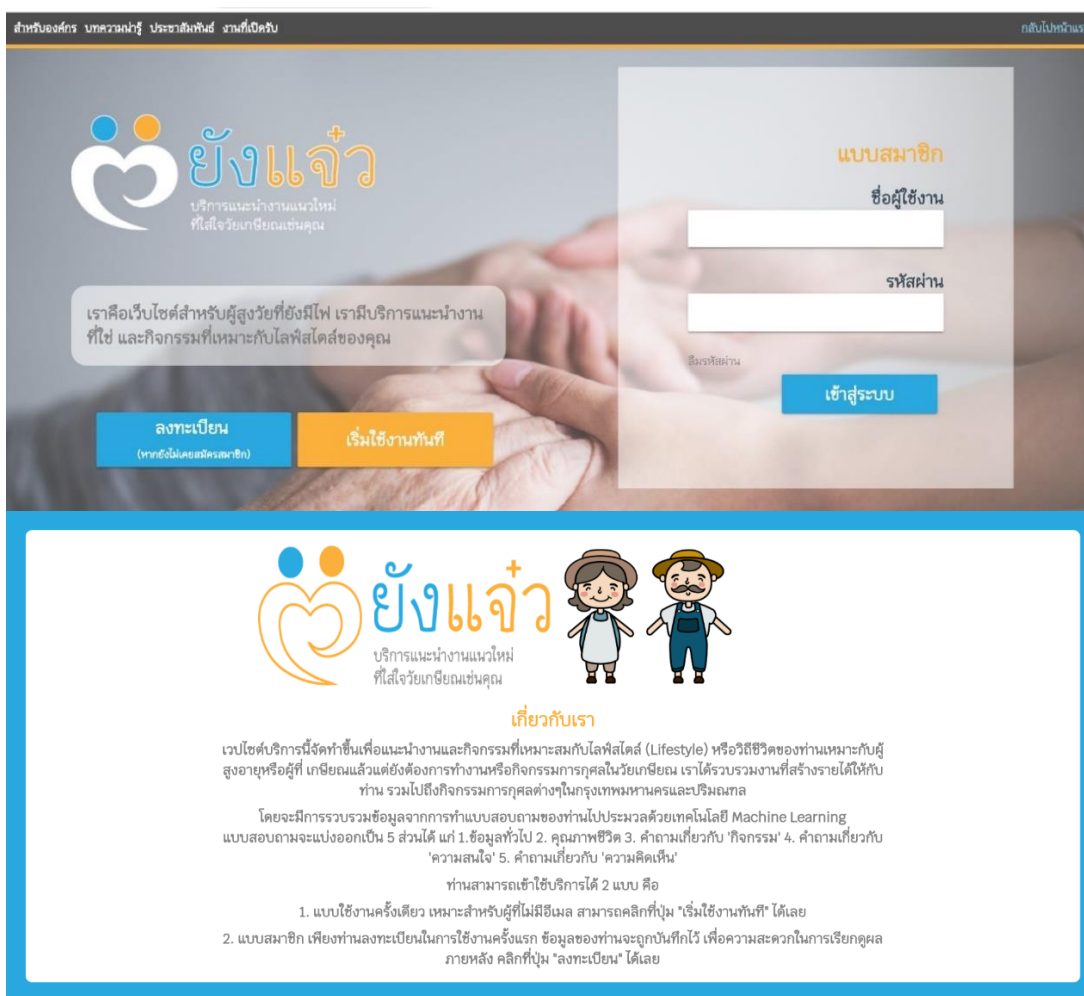 สำหรับองค์กร บทความน่ารู้ ประชาสัมพันธ์ งานที่เปิดรับ
กลับไปหน้าแร
ยังแจ๋ว
บริการแนะนำงานแนวใหม่
ที่ใส่ใจวัยเกษียณเช่นคุณ
เราคือเว็บไซต์สำหรับผู้สูงวัยที่ยังมีไฟ เรามีบริการแนะนำงาน
ที่ใช่ และกิจกรรมที่เหมาะกับไลฟ์สไตล์ของคุณ
ลงทะเบียน
(หากยังไม่เคยสมัครสมาชิก)
เริ่มใช้งานทันที
แบบสมาชิก
ชื่อผู้ใช้งาน
รหัสผ่าน
ลืมรหัสผ่าน
เข้าสู่ระบบ
ยังแจ๋ว
บริการแนะนำงานแนวใหม่
ที่ใส่ใจวัยเกษียณเช่นคุณ
เกี่ยวกับเรา
เวปไซต์บริการนี้จัดทำขึ้นเพื่อแนะนำงานและกิจกรรมที่เหมาะสมกับไลฟ์สไตล์ (Lifestyle) หรือวิถีชีวิตของท่านเหมาะกับผู้
สูงอายุหรือผู้ที่ เกษียณแล้วแต่ยังต้องการทำงานหรือกิจกรรมการกุศลในวัยเกษียณ เราได้รวบรวมงานที่สร้างรายได้ให้กับ
ท่าน รวมไปถึงกิจกรรมการกุศลต่างๆในกรุงเทพมหานครและปริมณฑล
โดยจะมีการรวบรวมข้อมูลจากการทำแบบสอบถามของท่านไปประมวลด้วยเทคโนโลยี Machine Learning
แบบสอบถามจะแบ่งออกเป็น 5 ส่วนได้ แก่ 1.ข้อมูลทั่วไป 2. คุณภาพชีวิต 3. คำถามเกี่ยวกับ 'กิจกรรม' 4. คำถามเกี่ยวกับ
'ความสนใจ' 5. คำถามเกี่ยวกับ 'ความคิดเห็น'
ท่านสามารถเข้าใช้บริการได้ 2 แบบ คือ
1. แบบใช้งานครั้งเดียว เหมาะสำหรับผู้ที่ไม่มีอีเมล สามารถคลิกที่ปุ่ม "เริ่มใช้งานทันที" ได้เลย
2. แบบสมาชิก เพียงท่านลงทะเบียนในการใช้งานครั้งแรก ข้อมูลของท่านจะถูกบันทึกไว้ เพื่อความสะดวกในการเรียกดูผล
ภายหลัง คลิกที่ปุ่ม "ลงทะเบียน" ได้เลย